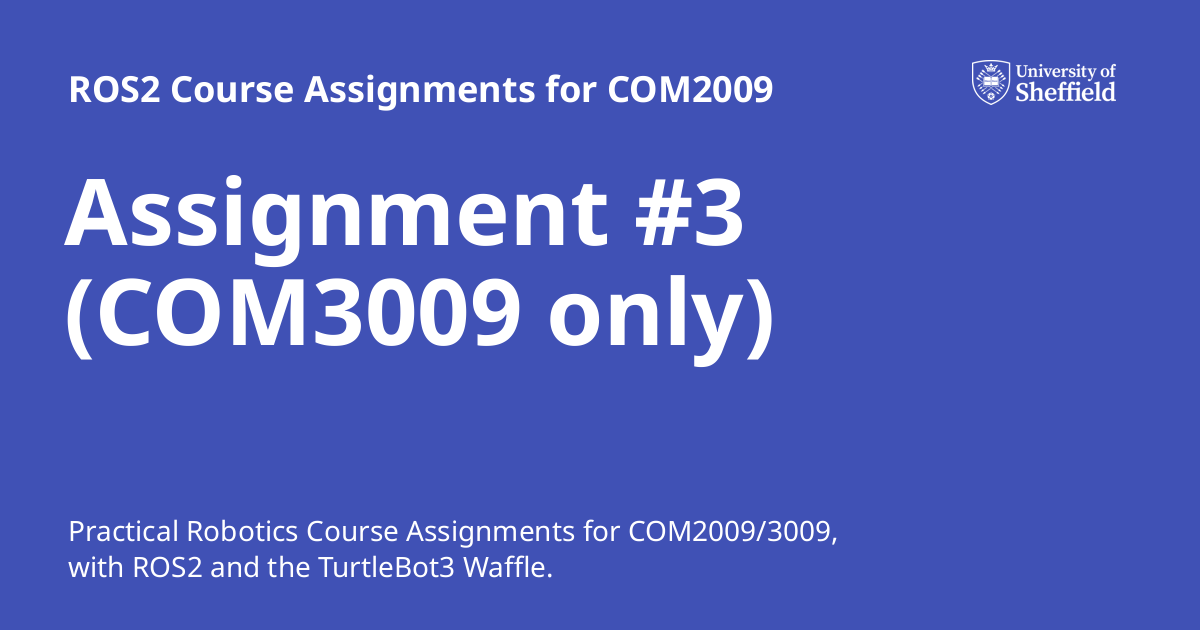 ROS2 Course Assignments for COM2009
University of
Sheffield
Assignment #3
(COM3009 only)
Practical Robotics Course Assignments for COM2009/3009,
with ROS2 and the TurtleBot3 Waffle.